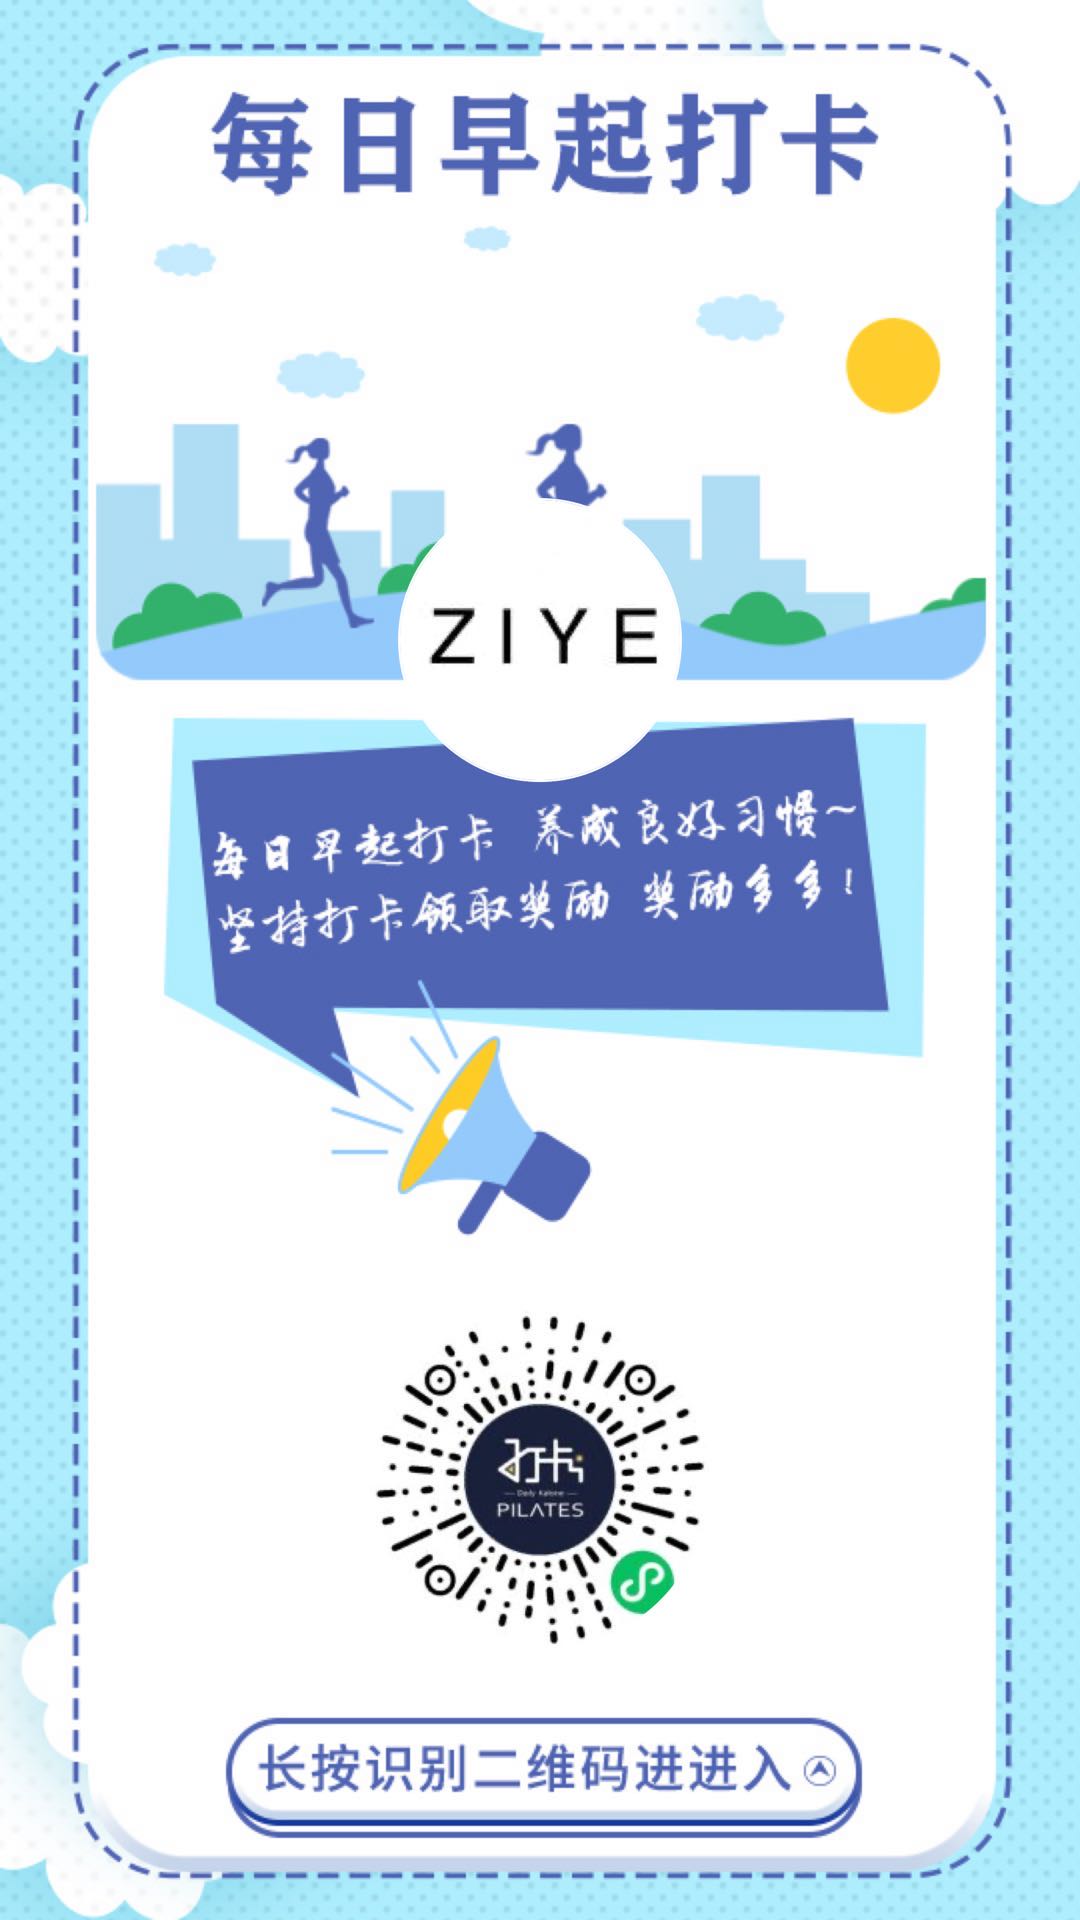 每日早起打卡
ZIYE
每日早起打卡 养成良好习惯~
坚持打卡领取奖励 奖励多多！
打卡
Daily Kalone
PILATES
长按识别二维码进进入